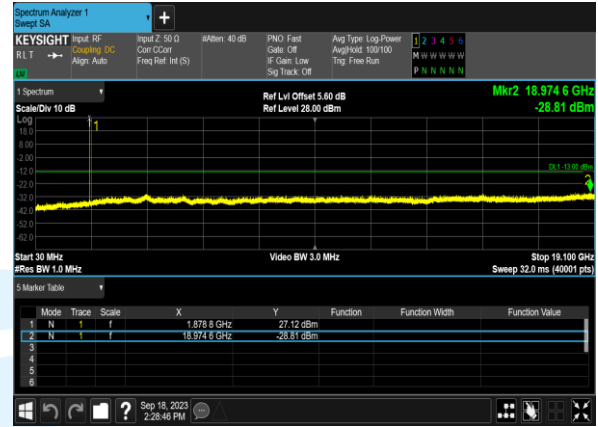 Spectrum Analyzer 1
Swept SA
+
KEYSIGHT Input: RF Input Z: 50 Ω #Atten: 40 dB PNO: Fast Avg Type: Log-Power 1 2 3 4 5 6
RLT Coupling: DC Corr CCorr Gate: Off Avg|Hold: 100/100 M W W W W W
Align: Auto Freq Ref: Int (S) IF Gain: Low Trig: Free Run
Sig Track: Off P N N N N N
1 Spectrum Ref Lvl Offset 5.60 dB Mkr2 18.974 6 GHz
Scale/Div 10 dB Ref Level 28.00 dBm -28.81 dBm
Log
18.0 1
8.00
-2.00
-12.0 DL1 -13.00 dBm
-22.0 2
-32.0
-42.0
-52.0
-62.0
Start 30 MHz Video BW 3.0 MHz Stop 19.100 GHz
#Res BW 1.0 MHz Sweep 32.0 ms (40001 pts)
5 Marker Table
Mode Trace Scale X Y Function Function Width Function Value
1 N 1 f 1.878 8 GHz 27.12 dBm
2 N 1 f 18.974 6 GHz -28.81 dBm
3
4
5
6
? Sep 18, 2023
2:28:46 PM